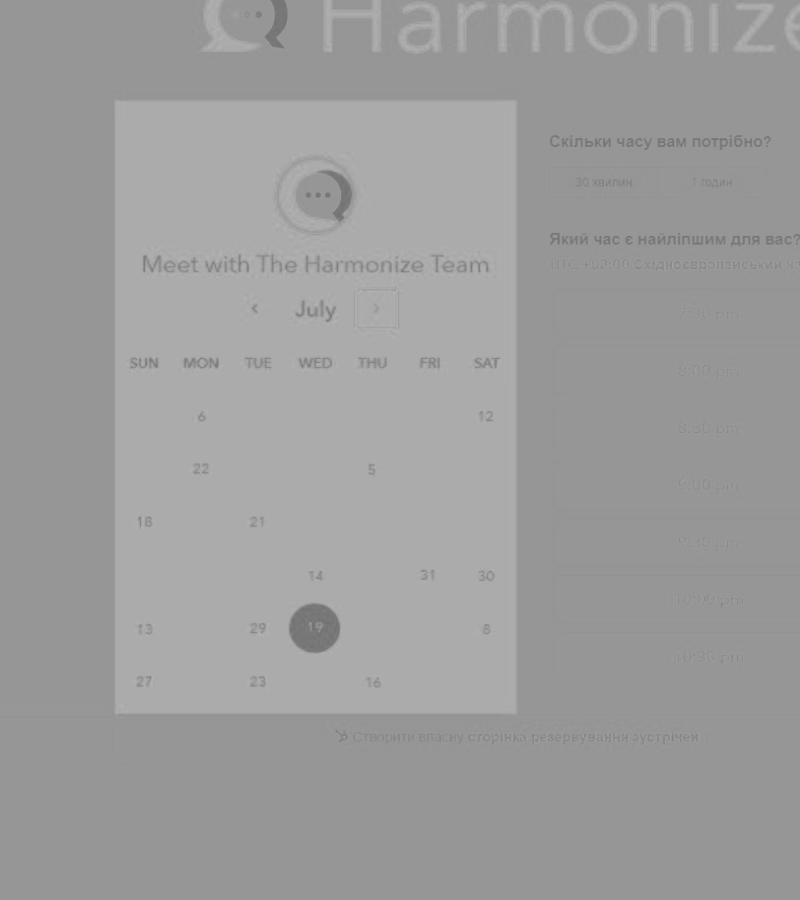 Harmonize
Meet with The Harmonize Team
July
SUN MON TUE WED THU FRI SAT
6 12
22 5
18 21
14 31 30
13 29 19 8
27 23 16
Скільки часу вам потрібно?
30 хвилин 1 годин
Який час є найліпшим для вас?
UTC +02:00 Східноєвропейський
7:30 pm
8:00 pm
8:30 pm
9:00 pm
9:30 pm
10:00 pm
10:30 pm
Створити власну сторінка резервування зустрічей